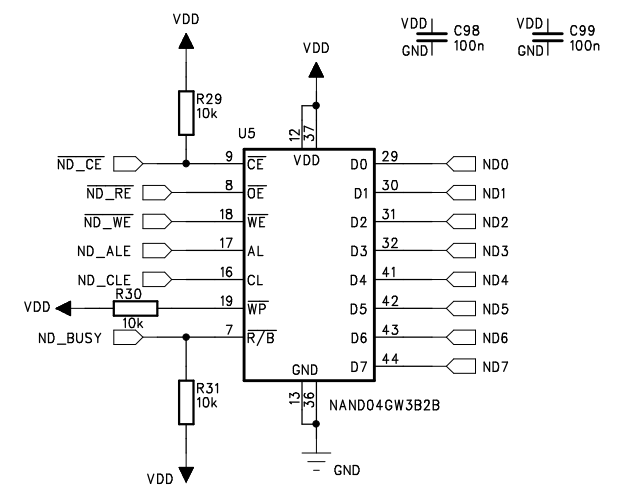 VDD
VDD
VDD
GND
C98
100n
VDD
GND
C99
100n
R29
10k
U5
12
37
VDD
ND_CE
9
CE
D0
29
ND0
ND_RE
8
OE
D1
30
ND1
ND_WE
18
WE
D2
31
ND2
ND_ALE
17
AL
D3
32
ND3
ND_CLE
16
CL
D4
41
ND4
VDD
R30
10k
19
WP
D5
42
ND5
ND_BUSY
7
R/B
D6
43
ND6
D7
44
ND7
GND
R31
10k
13
36
NAND04GW3B2B
VDD
GND